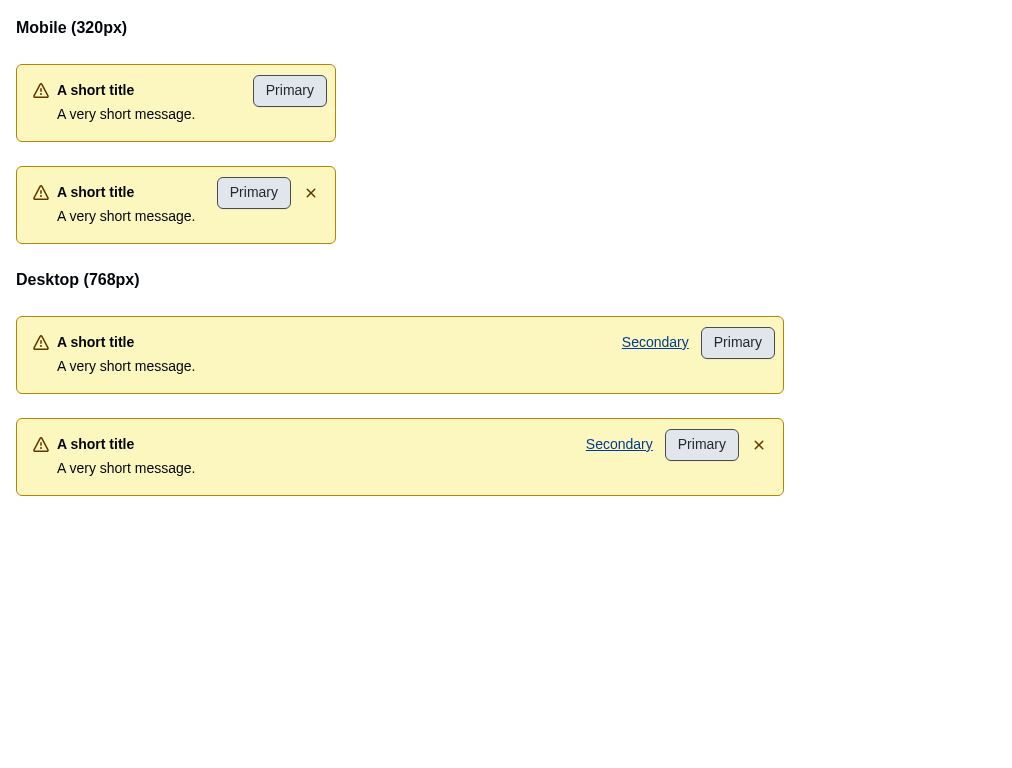 Mobile (320px)
A short title Primary
A very short message.
A short title Primary
A very short message.
Desktop (768px)
A short title Secondary Primary
A very short message.
A short title Secondary Primary
A very short message.